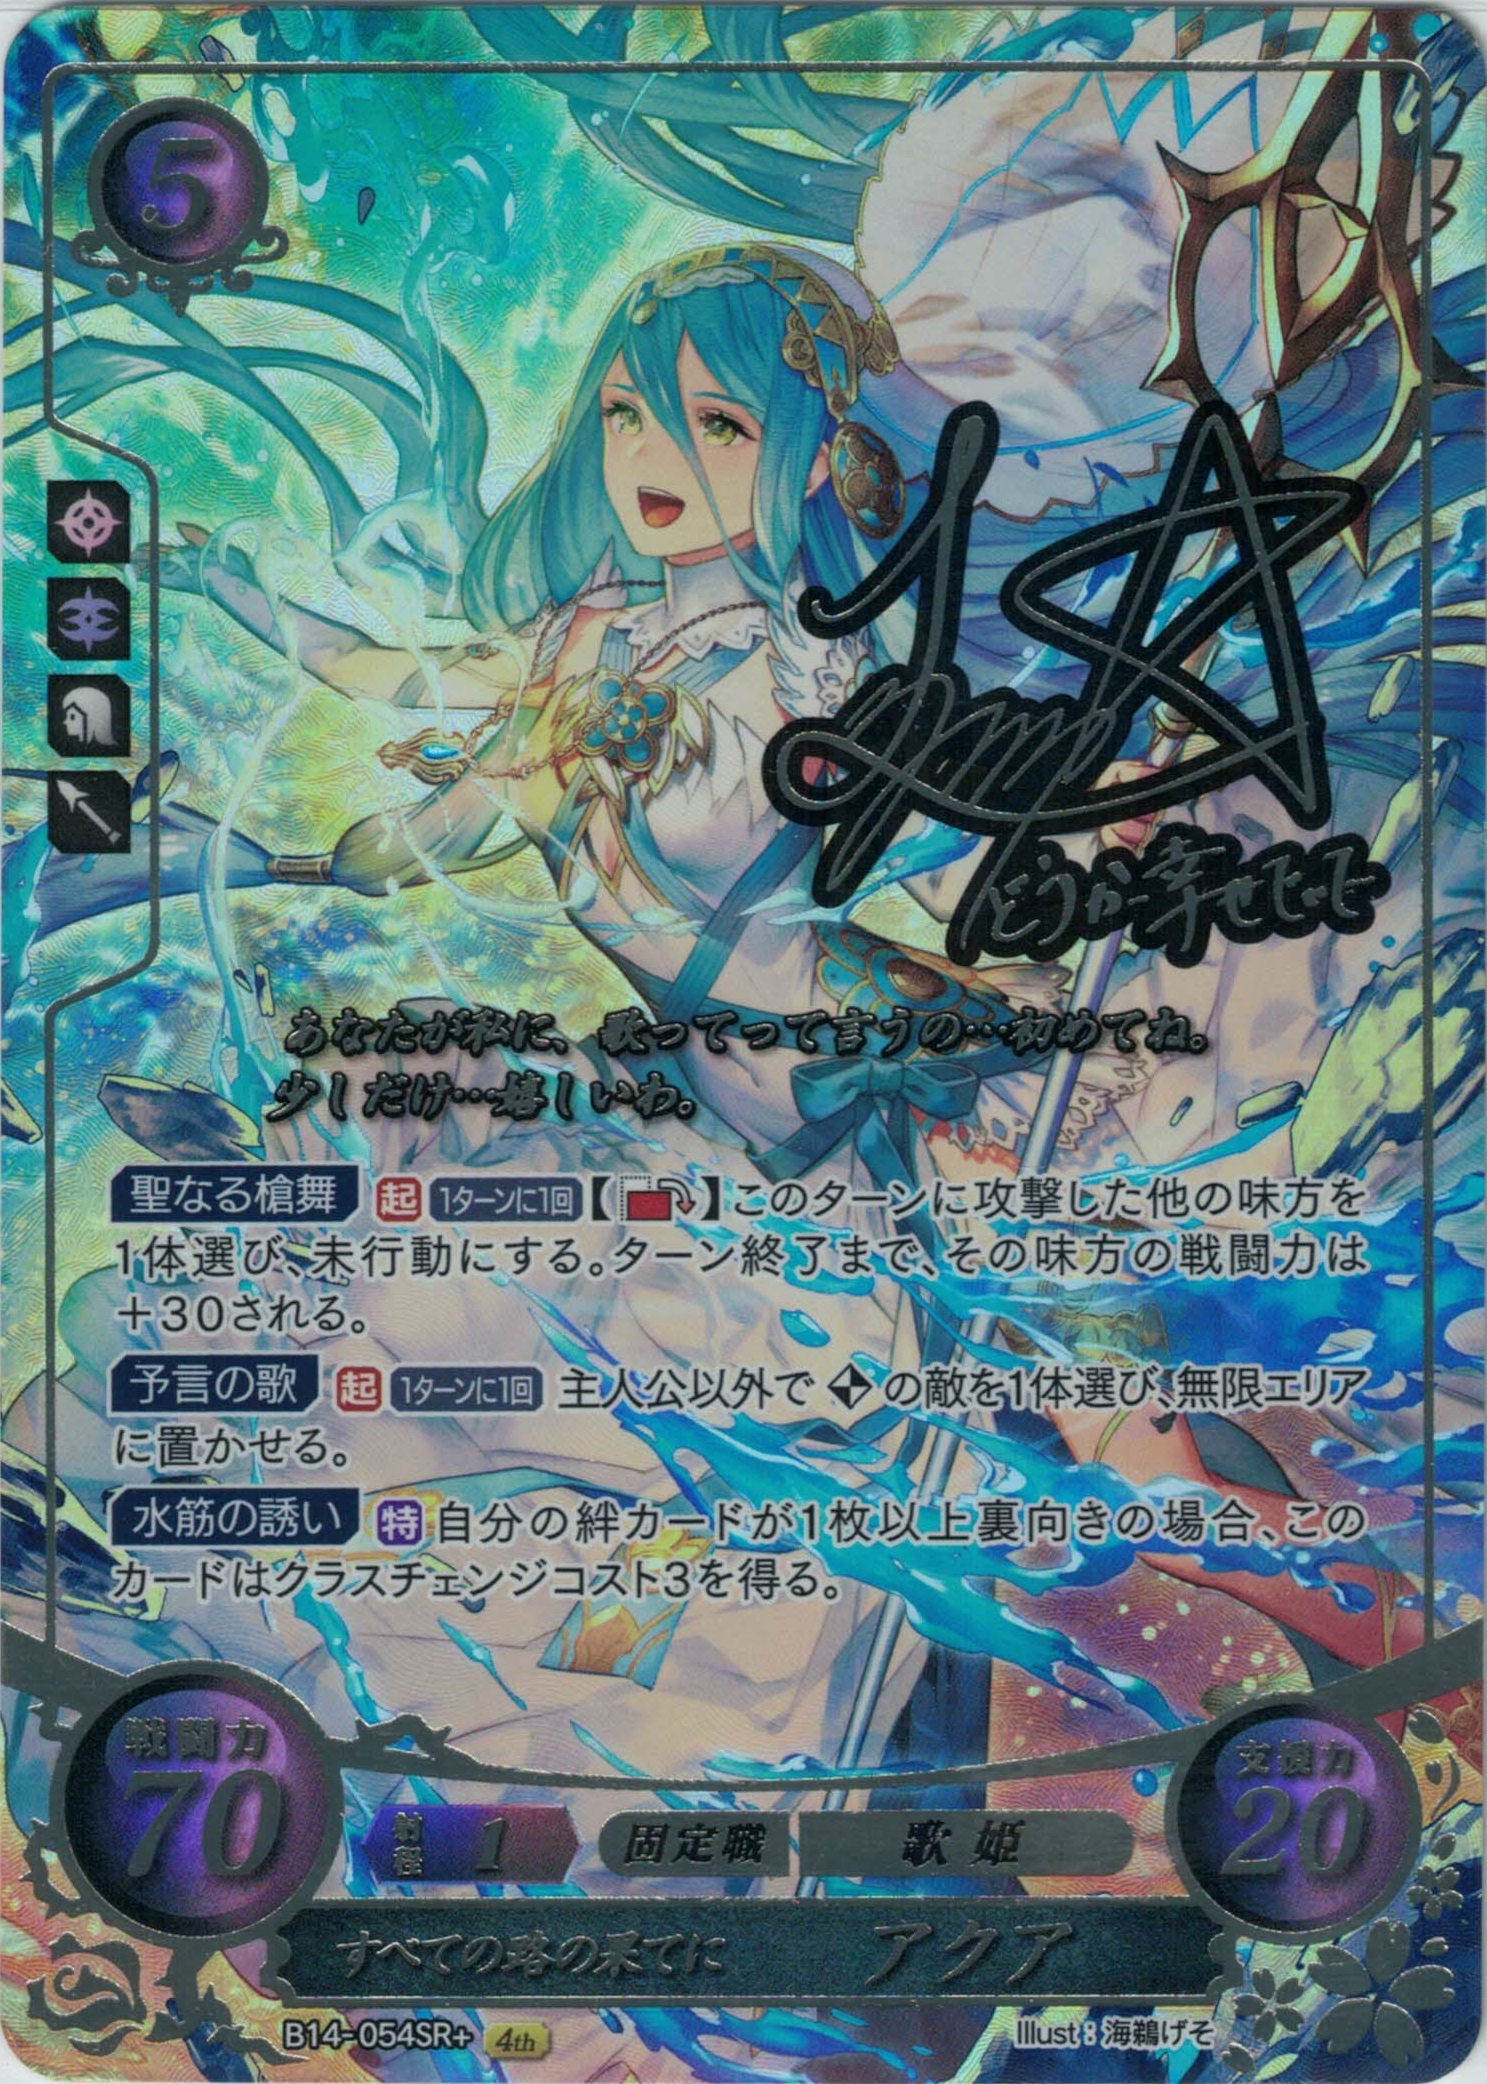 5
どうか幸せでいて
あなたが私に、歌ってって言うの…初めてね。
少しだけ…嬉しいわ。
聖なる槍舞 起 1ターンに1回 【 】このターンに攻撃した他の味方を
1体選び、未行動にする。ターン終了まで、その味方の戦闘力は
＋30される。
予言の歌 起 1ターンに1回 主人公以外で の敵を1体選び、無限エリア
に置かせる。
水筋の誘い 特 自分の絆カードが1枚以上裏向きの場合、この
カードはクラスチェンジコスト3を得る。
戦闘力
70
射程 1
固定職
歌姫
支援力
20
すべての路の果てに アクア
B14-054SR+ 4th
Illust：海鵜げそ